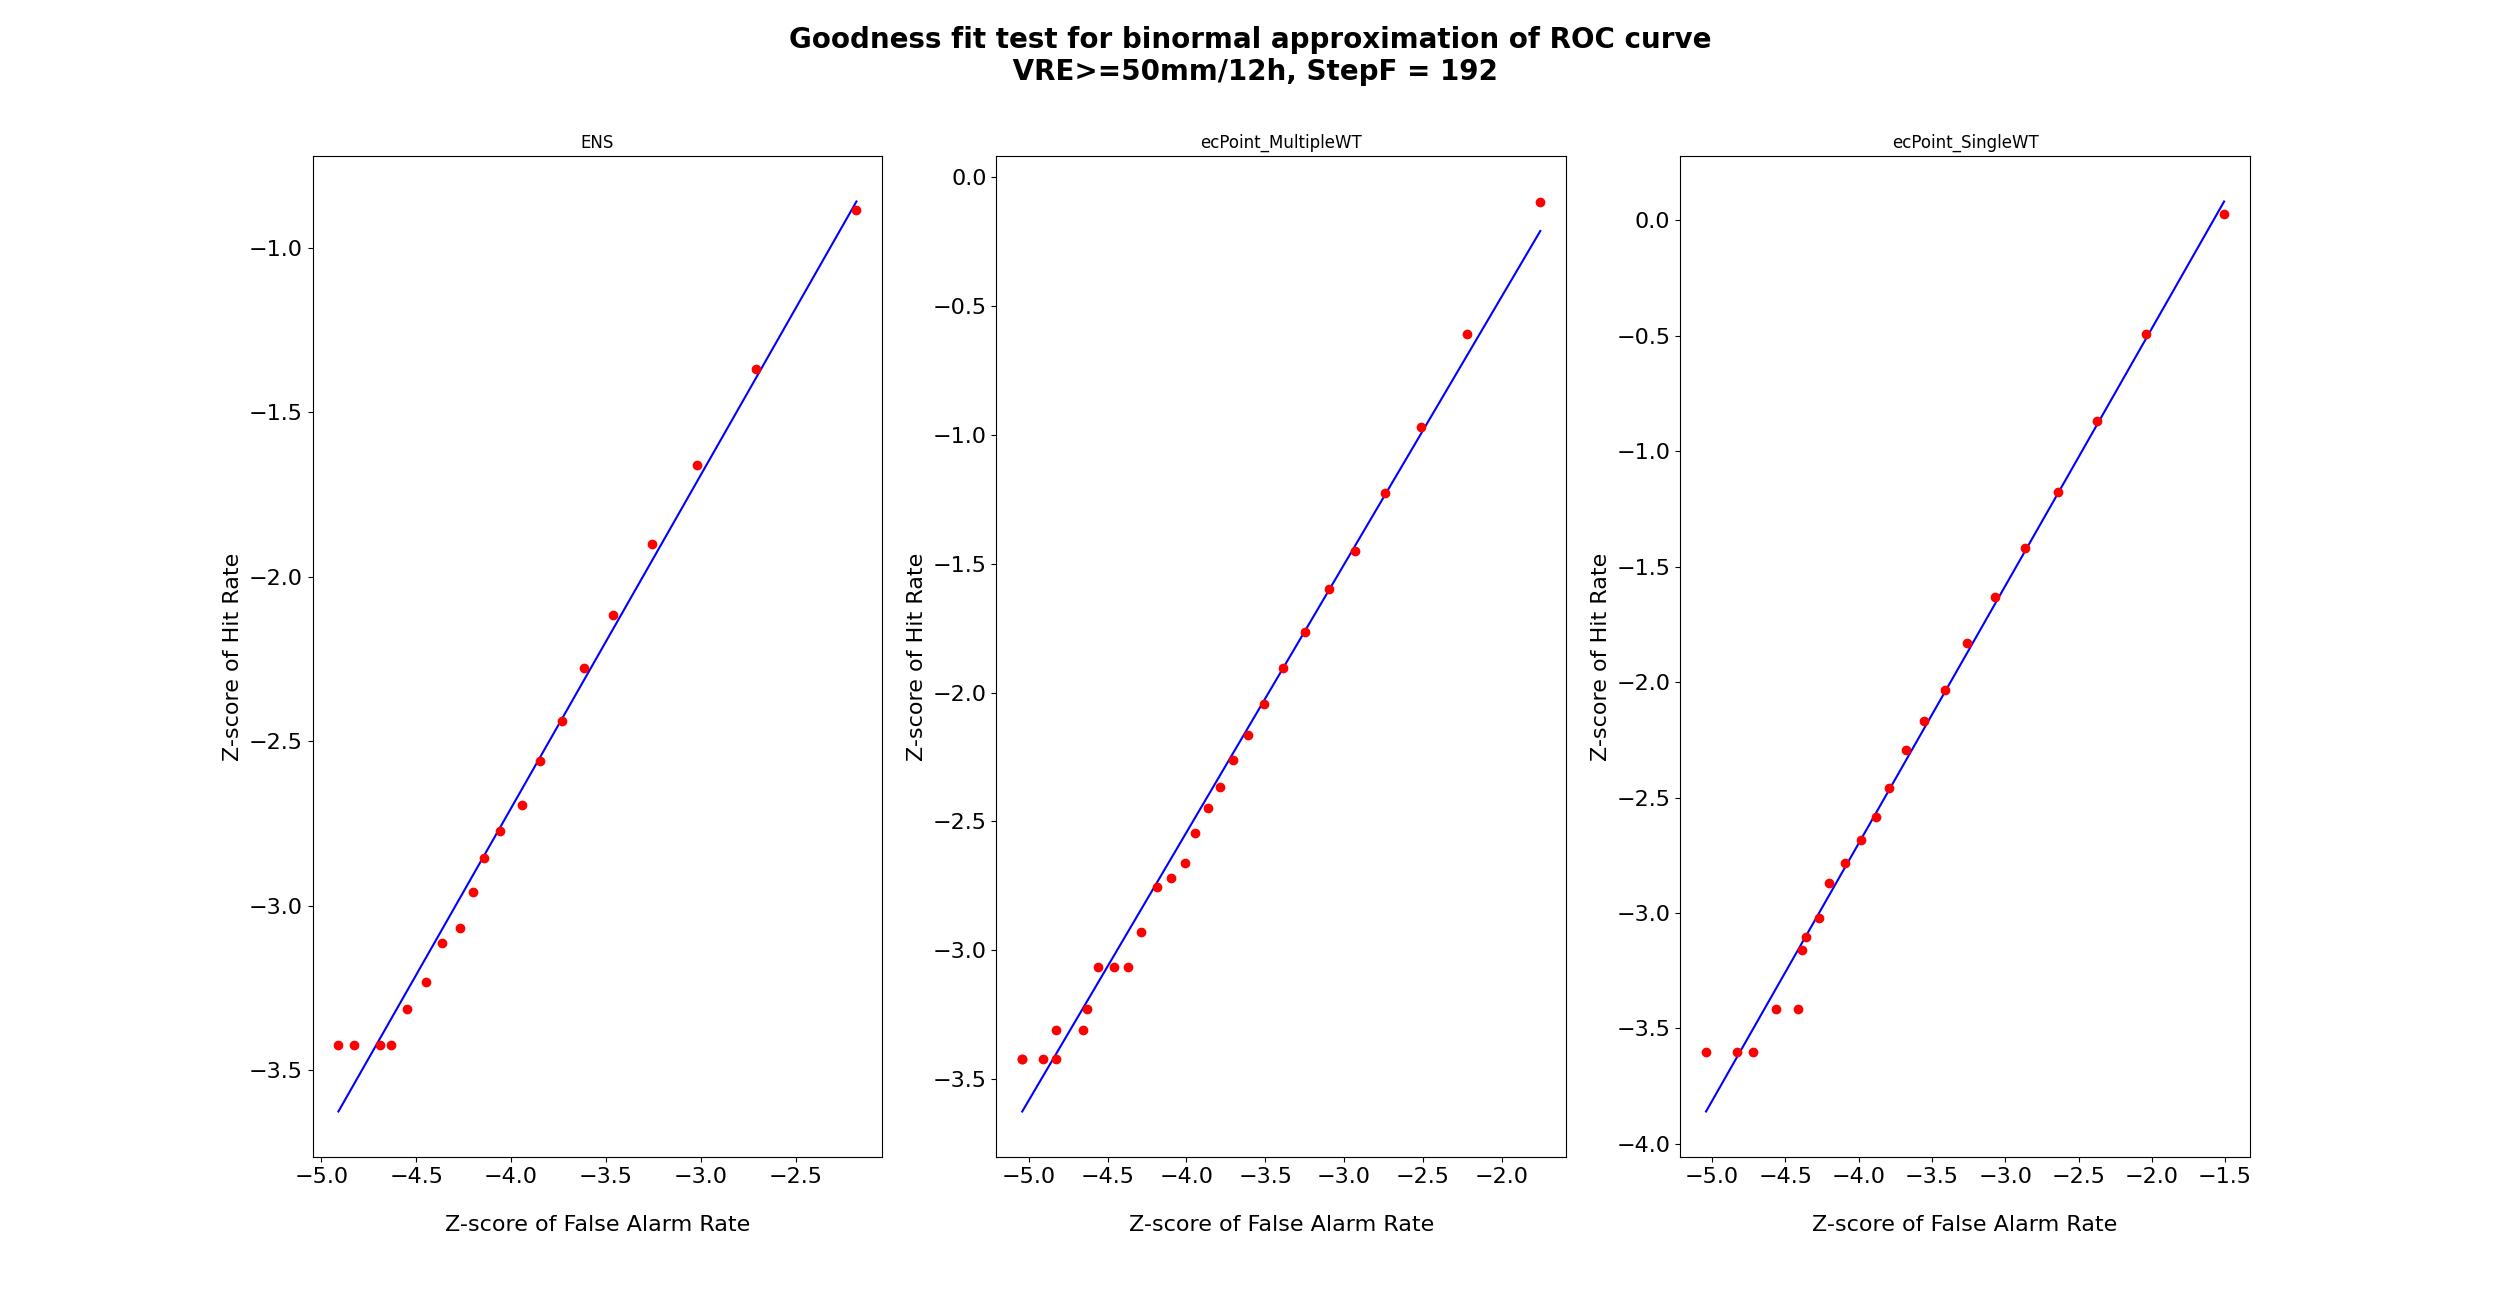 Goodness fit test for binormal approximation of ROC curve
VRE>=50mm/12h, StepF = 192
ENS
−1.0
−1.5
−2.0
−2.5
−3.0
−3.5
Z-score of Hit Rate
−5.0 −4.5 −4.0 −3.5 −3.0 −2.5
Z-score of False Alarm Rate
ecPoint_MultipleWT
0.0
−0.5
−1.0
−1.5
−2.0
−2.5
−3.0
−3.5
Z-score of Hit Rate
−5.0 −4.5 −4.0 −3.5 −3.0 −2.5 −2.0
Z-score of False Alarm Rate
ecPoint_SingleWT
0.0
−0.5
−1.0
−1.5
−2.0
−2.5
−3.0
−3.5
−4.0
Z-score of Hit Rate
−5.0 −4.5 −4.0 −3.5 −3.0 −2.5 −2.0 −1.5
Z-score of False Alarm Rate